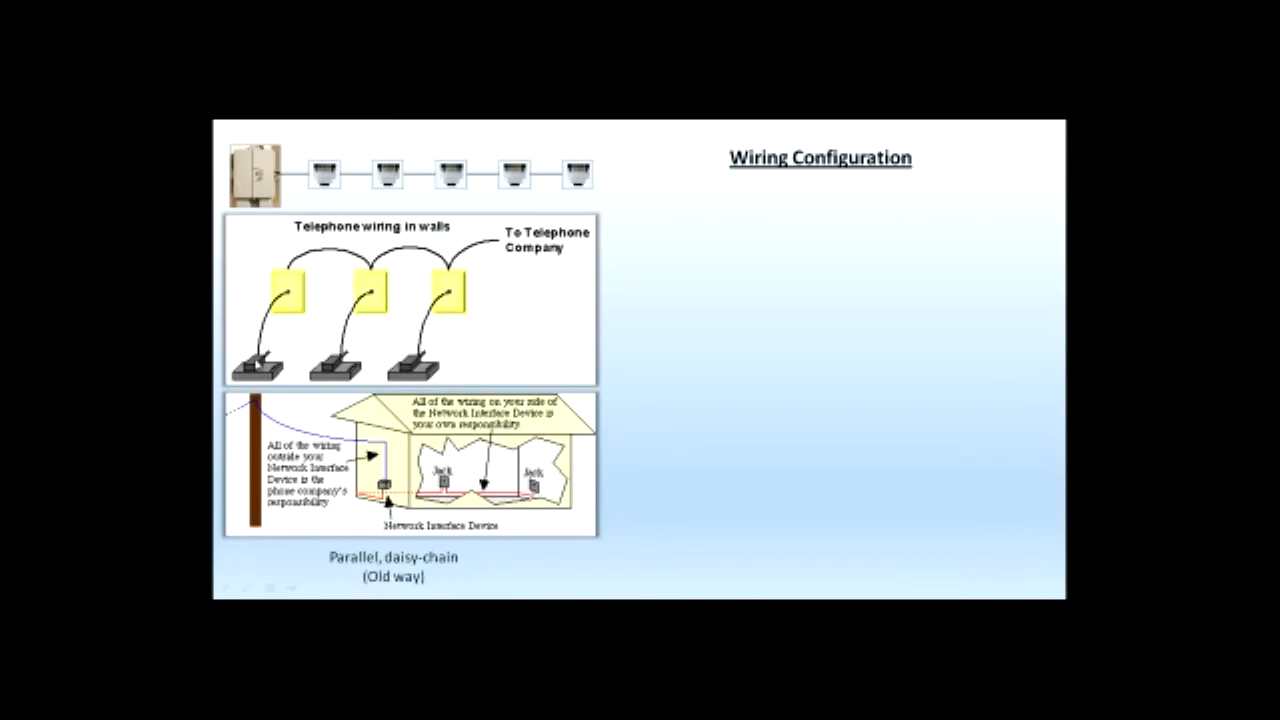 Wiring Configuration
Telephone wiring in walls
To Telephone
Company
All of the wiring on your side of
the Network Interface Device is
your own responsibility
All of the wiring
outside your
Network Interface
Device is the
phone company's
responsibility
Jack
Jack
Network Interface Device
Parallel, daisy-chain
(Old way)